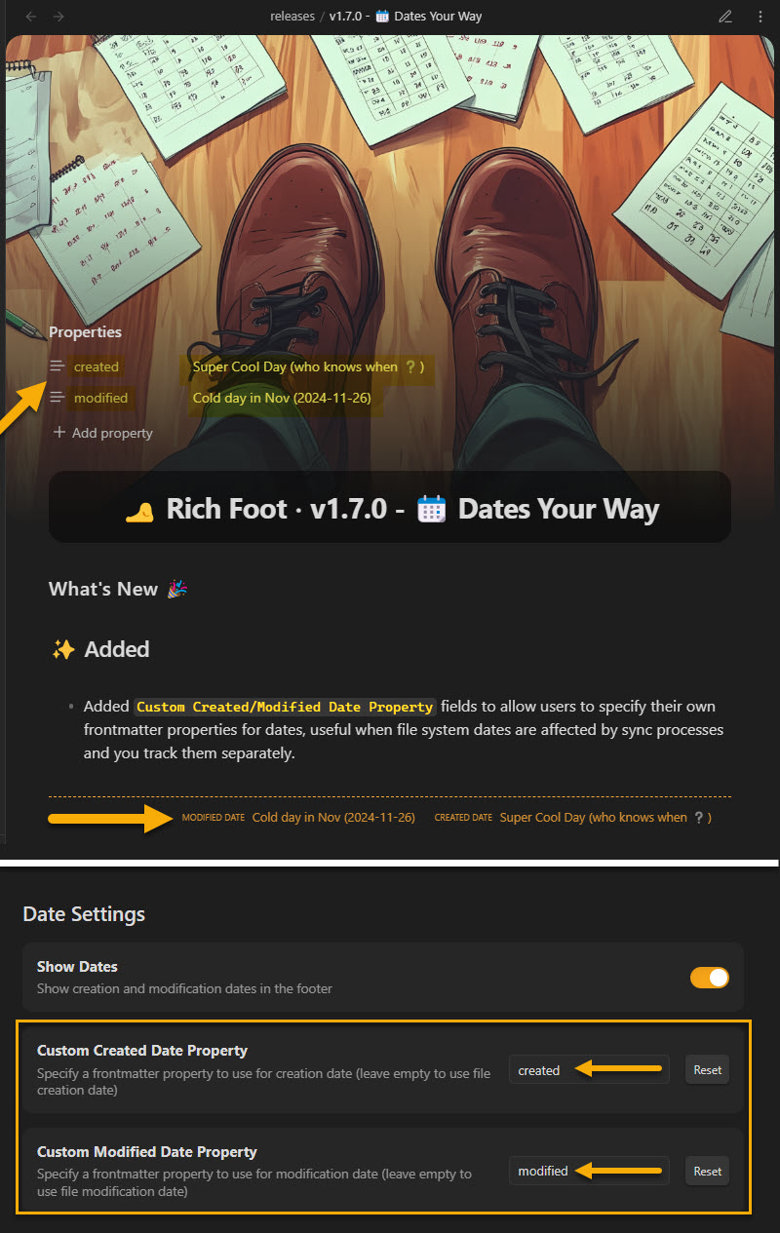 releases / v1.7.0 - 🗓️ Dates Your Way
Properties
created Super Cool Day (who knows when ❔)
modified Cold day in Nov (2024-11-26)
+ Add property
🦶 Rich Foot · v1.7.0 - 🗓️ Dates Your Way
What's New 🎉
✨ Added
• Added Custom Created/Modified Date Property fields to allow users to specify their own
frontmatter properties for dates, useful when file system dates are affected by sync processes
and you track them separately.
MODIFIED DATE Cold day in Nov (2024-11-26) CREATED DATE Super Cool Day (who knows when ❔)
Date Settings
Show Dates
Show creation and modification dates in the footer
Custom Created Date Property
Specify a frontmatter property to use for creation date (leave empty to use file
creation date)
created Reset
Custom Modified Date Property
Specify a frontmatter property to use for modification date (leave empty to
use file modification date)
modified Reset